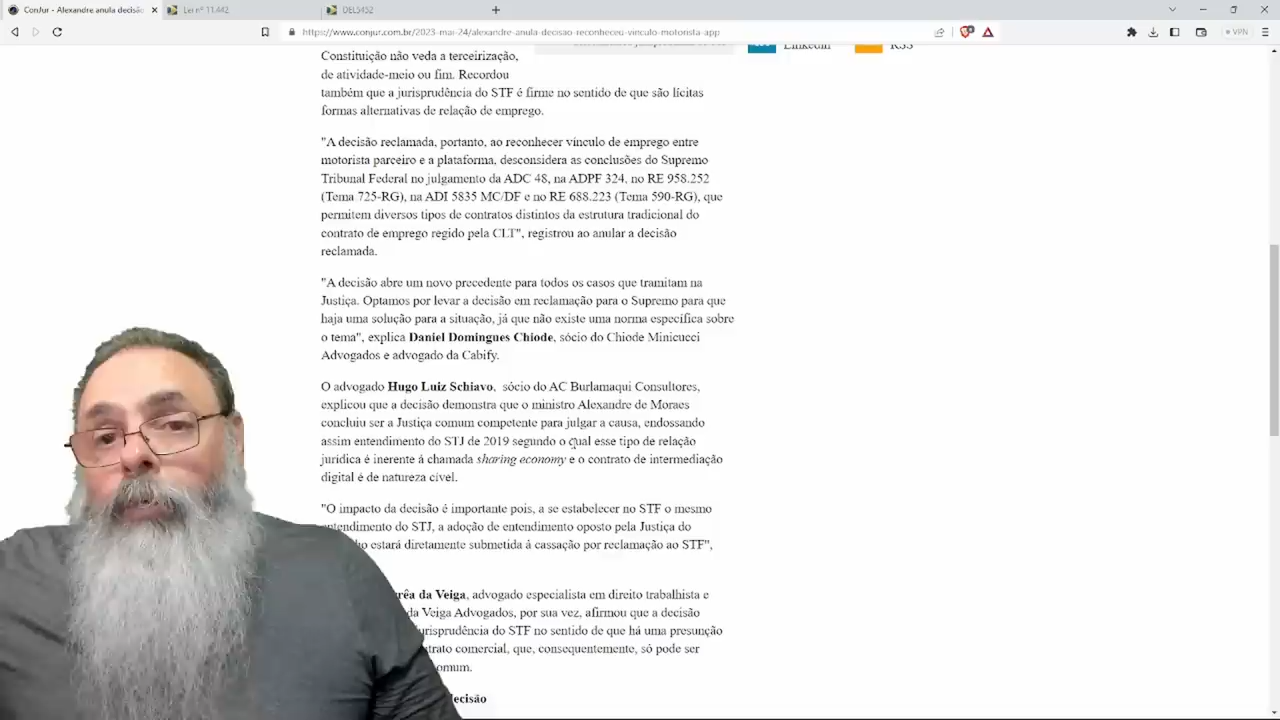 ConJur - Alexandre anula decisão
Lei nº 11.442
DEL5452
https://www.conjur.com.br/2023-mai-24/alexandre-anula-decisao-reconheceu-vinculo-motorista-app
VPN
Linkedin
RSS
Constituição não veda a terceirização,
de atividade-meio ou fim. Recordou
também que a jurisprudência do STF é firme no sentido de que são lícitas
formas alternativas de relação de emprego.
"A decisão reclamada, portanto, ao reconhecer vínculo de emprego entre
motorista parceiro e a plataforma, desconsidera as conclusões do Supremo
Tribunal Federal no julgamento da ADC 48, na ADPF 324, no RE 958.252
(Tema 725-RG), na ADI 5835 MC/DF e no RE 688.223 (Tema 590-RG), que
permitem diversos tipos de contratos distintos da estrutura tradicional do
contrato de emprego regido pela CLT", registrou ao anular a decisão
reclamada.
"A decisão abre um novo precedente para todos os casos que tramitam na
Justiça. Optamos por levar a decisão em reclamação para o Supremo para que
haja uma solução para a situação, já que não existe uma norma específica sobre
o tema", explica Daniel Domingues Chiode, sócio do Chiode Minicucci
Advogados e advogado da Cabify.
O advogado Hugo Luiz Schiavo, sócio do AC Burlamaqui Consultores,
explicou que a decisão demonstra que o ministro Alexandre de Moraes
concluiu ser a Justiça comum competente para julgar a causa, endossando
assim entendimento do STJ de 2019 segundo o qual esse tipo de relação
jurídica é inerente à chamada sharing economy e o contrato de intermediação
digital é de natureza cível.
"O impacto da decisão é importante pois, a se estabelecer no STF o mesmo
entendimento do STJ, a adoção de entendimento oposto pela Justiça do
ho estará diretamente submetida à cassação por reclamação ao STF",
rêa da Veiga, advogado especialista em direito trabalhista e
da Veiga Advogados, por sua vez, afirmou que a decisão
urisprudência do STF no sentido de que há uma presunção
trato comercial, que, consequentemente, só pode ser
omum.
decisão